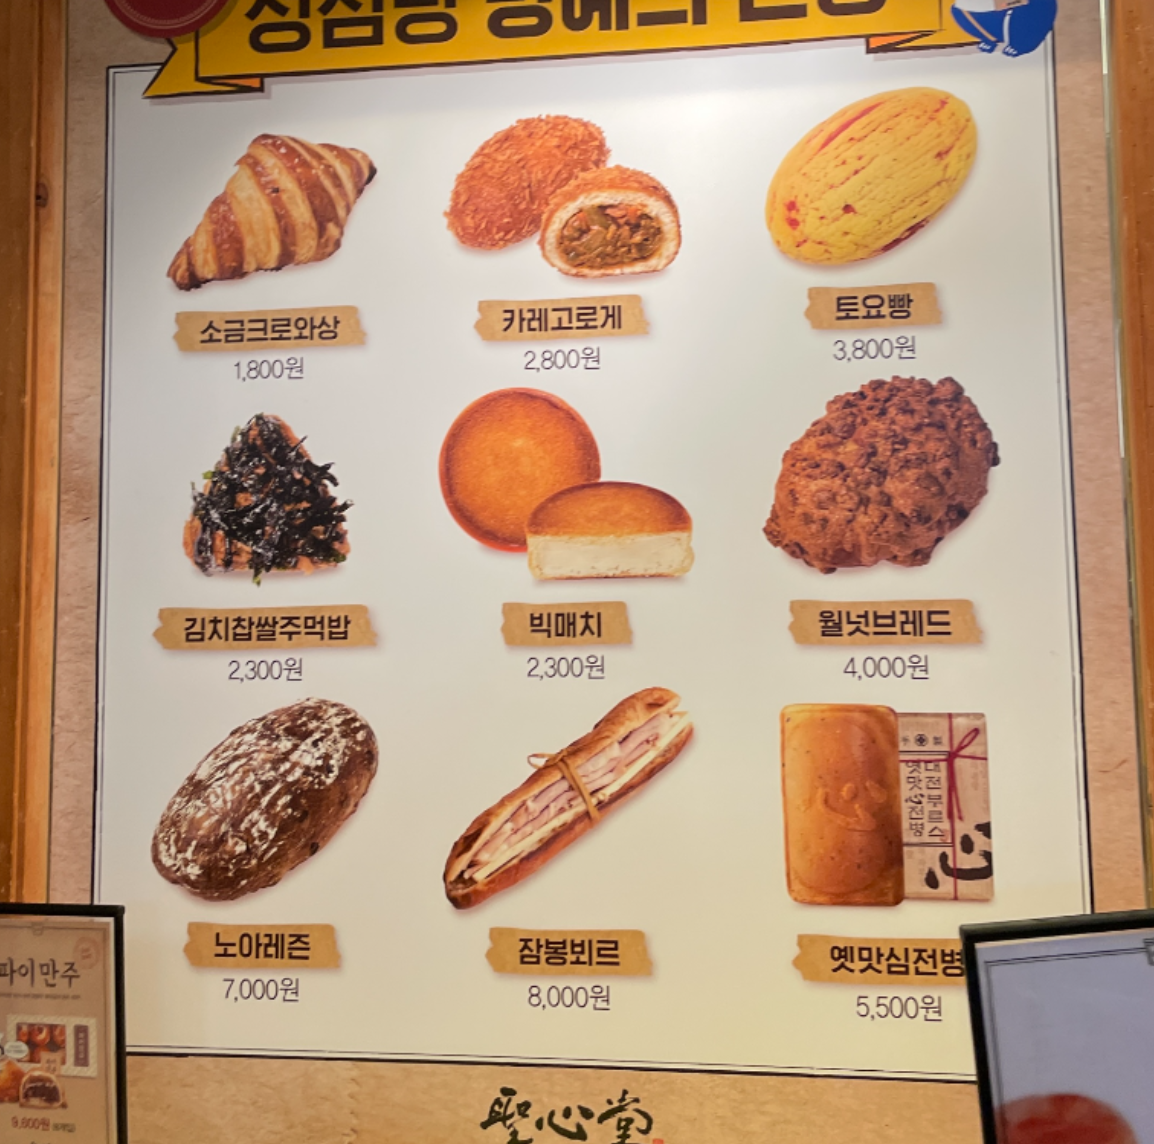 소금크로와상
1,800원
카레고로게
2,800원
토요빵
3,800원
김치찹쌀주먹밥
2,300원
빅매치
2,300원
월넛브레드
4,000원
대전부르스
옛맛
전병
노아레즌
7,000원
잠봉뵈르
8,000원
옛맛심전병
5,500원
파이만주
9,600원
聖心堂